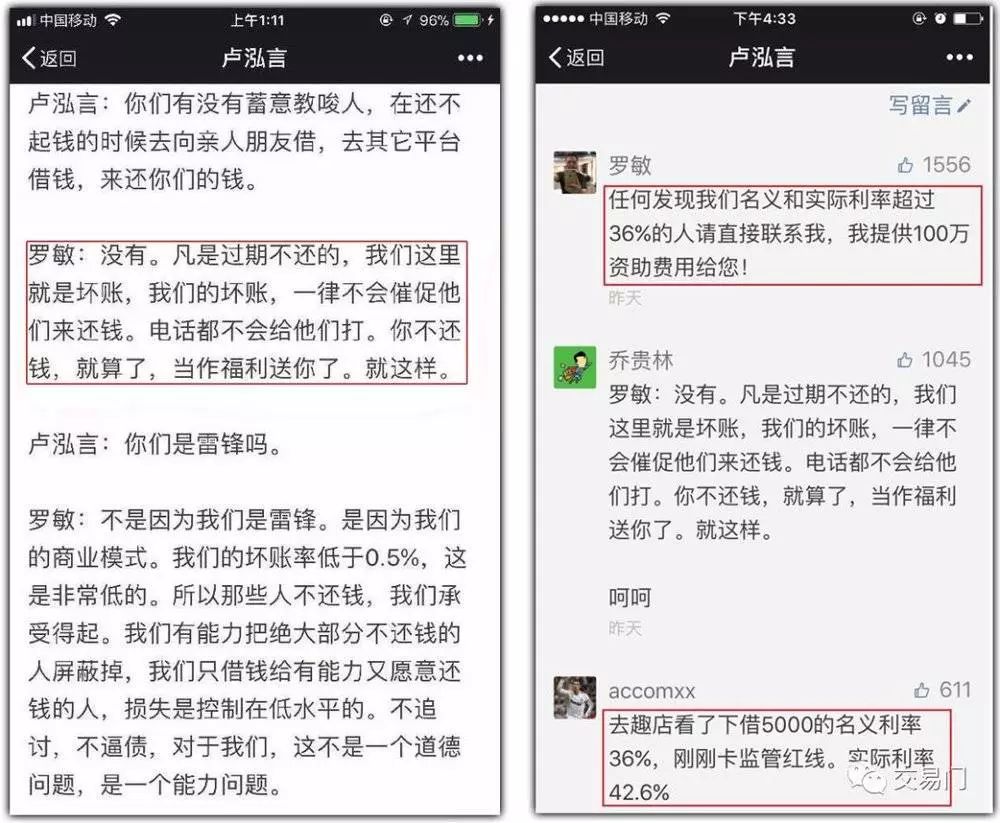 中国移动
上午1:11
96%
返回
卢泓言
卢泓言：你们有没有蓄意教唆人，在还不
起钱的时候去向亲人朋友借，去其它平台
借钱，来还你们的钱。
罗敏：没有。凡是过期不还的，我们这里
就是坏账，我们的坏账，一律不会催促他
们来还钱。电话都不会给他们打。你不还
钱，就算了，当作福利送你了。就这样。
卢泓言：你们是雷锋吗。
罗敏：不是因为我们是雷锋。是因为我们
的商业模式。我们的坏账率低于0.5%，这
是非常低的。所以那些人不还钱，我们承
受得起。我们有能力把绝大部分不还钱的
人屏蔽掉，我们只借钱给有能力又愿意还
钱的人，损失是控制在低水平的。不追
讨，不逼债，对于我们，这不是一个道德
问题，是一个能力问题。
中国移动
下午4:33
返回
卢泓言
写留言
罗敏
1556
任何发现我们名义和实际利率超过
36%的人请直接联系我，我提供100万
资助费用给您！
昨天
乔贵林
1045
罗敏：没有。凡是过期不还的，我们
这里就是坏账，我们的坏账，一律不
会催促他们来还钱。电话都不会给他
们打。你不还钱，就算了，当作福利
送你了。就这样。
呵呵
昨天
accomxx
611
去趣店看了下借5000的名义利率
36%，刚刚卡监管红线。实际利率
42.6%
交易门